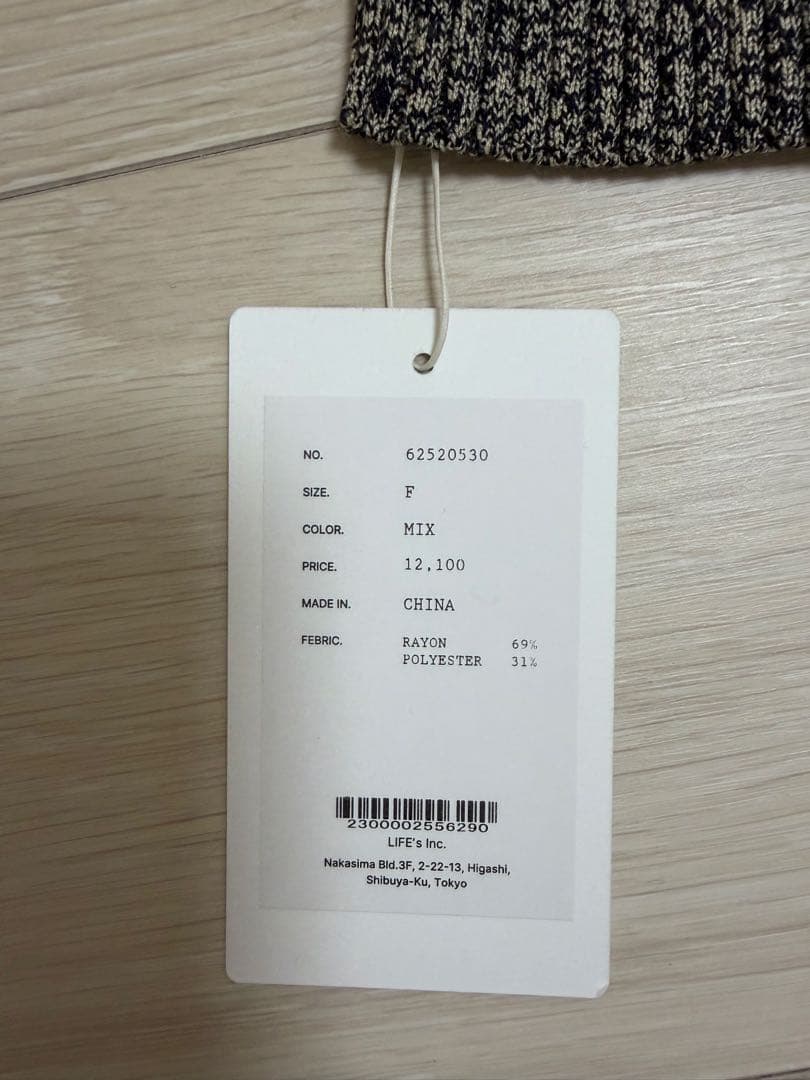 NO. 62520530
SIZE. F
COLOR. MIX
PRICE. 12,100
MADE IN. CHINA
FEBRIC. RAYON 69%
POLYESTER 31%
2300002556290
LIFE's Inc.
Nakasima Bld.3F, 2-22-13, Higashi,
Shibuya-Ku, Tokyo